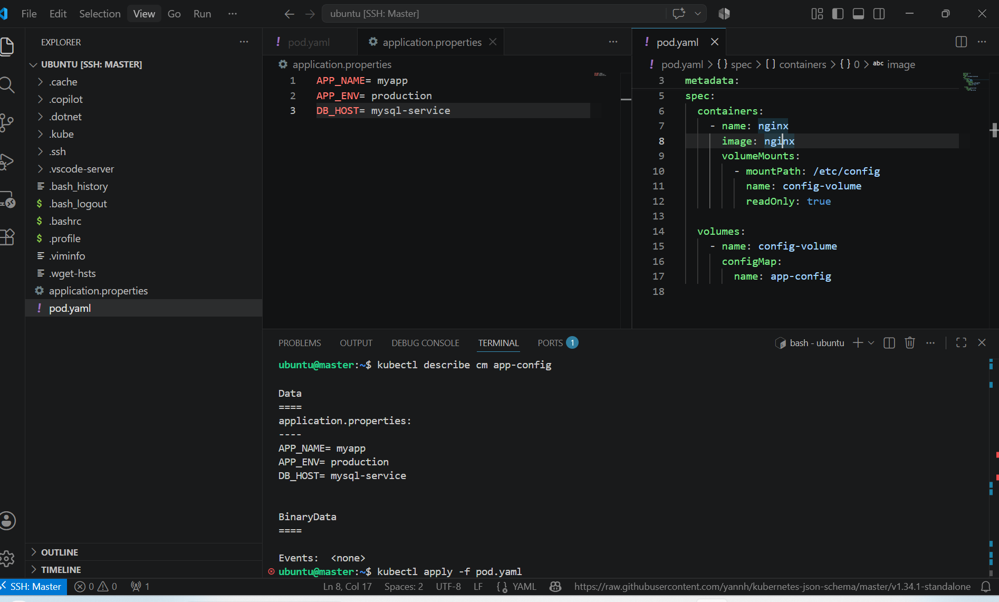 File Edit Selection View Go Run ···
ubuntu [SSH: Master]
EXPLORER
UBUNTU [SSH: MASTER]
.cache
.copilot
.dotnet
.kube
.ssh
.vscode-server
.bash_history
$ .bash_logout
$ .bashrc
$ .profile
.viminfo
.wget-hsts
application.properties
! pod.yaml
OUTLINE
TIMELINE
! pod.yaml
application.properties
application.properties
1 APP_NAME= myapp
2 APP_ENV= production
3 DB_HOST= mysql-service
! pod.yaml
! pod.yaml > {} spec > [] containers > {} 0 > abc image
3 metadata:
5 spec:
6 containers:
7 - name: nginx
8 image: nginx
9 volumeMounts:
10 - mountPath: /etc/config
11 name: config-volume
12 readOnly: true
13
14 volumes:
15 - name: config-volume
16 configMap:
17 name: app-config
18
PROBLEMS OUTPUT DEBUG CONSOLE TERMINAL PORTS 1
bash - ubuntu
ubuntu@master:~$ kubectl describe cm app-config
Data
====
application.properties:
----
APP_NAME= myapp
APP_ENV= production
DB_HOST= mysql-service
BinaryData
====
Events: <none>
ubuntu@master:~$ kubectl apply -f pod.yaml
SSH: Master 0 0 1 Ln 8, Col 17 Spaces: 2 UTF-8 LF YAML https://raw.githubusercontent.com/yannh/kubernetes-json-schema/master/v1.34.1-standalone